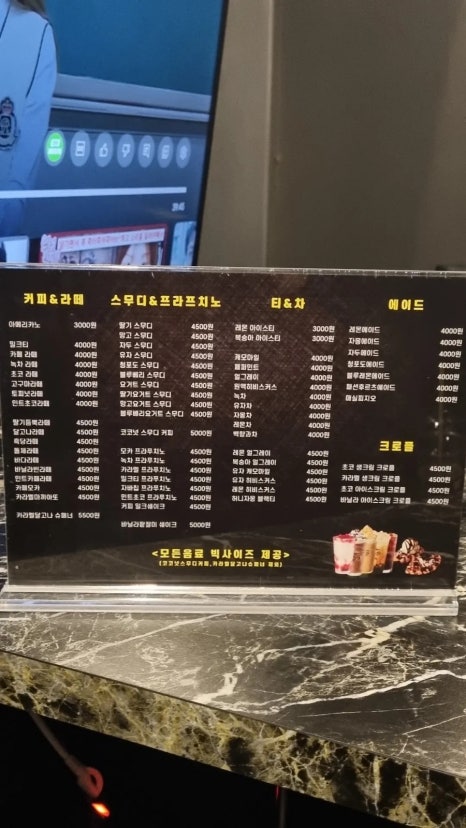 커피&라떼
아메리카노 3000원
밀크티 4000원
카페 라떼 4000원
녹차 라떼 4000원
초코 라떼 4000원
고구마라떼 4000원
토피넛라떼 4000원
민트초코라떼 4000원
딸기듬뿍라떼 4500원
달고나라떼 4500원
흑당라떼 4500원
돌체라떼 4500원
바다라떼 4500원
바닐라빈라떼 4500원
민트카페라떼 4500원
카페모카 4500원
카라멜마끼아또 4500원
카라멜달고나 슈페너 5500원
스무디&프라프치노
딸기 스무디 4500원
망고 스무디 4500원
자두 스무디 4500원
유자 스무디 4500원
청포도 스무디 4500원
블루베리 스무디 4500원
요거트 스무디 4500원
딸기요거트 스무디 4500원
망고요거트 스무디 4500원
블루베리요거트 스무디 4500원
코코넛 스무디 커피 5000원
모카 프라푸치노 4500원
녹차 프라푸치노 4500원
카라멜 프라푸치노 4500원
밀크티 프라푸치노 4500원
자바칩 프라푸치노 4500원
민트초코 프라푸치노 4500원
커피 밀크쉐이크 4500원
바닐라찰떡이 쉐이크 5000원
티&차
레몬 아이스티 3000원
복숭아 아이스티 3000원
캐모마일 4000원
페퍼민트 4000원
얼그레이 4000원
원백히비스커스 4000원
녹차 4000원
유자차 4000원
자몽차 4000원
레몬차 4000원
백향과차 4000원
레몬 얼그레이 4500원
복숭아 얼그레이 4500원
유자 캐모마일 4500원
유자 히비스커스 4500원
레몬 히비스커스 4500원
허니자몽 블랙티 4500원
에이드
레몬에이드 4000원
자몽에이드 4000원
자두에이드 4000원
청포도에이드 4000원
블루레몬에이드 4000원
패션후르츠에이드 4000원
매실피지오 4000원
크로플
초코 생크림 크로플 4500원
카라멜 생크림 크로플 4500원
초코 아이스크림 크로플 4500원
바닐라 아이스크림 크로플 4500원
<모든음료 빅사이즈 제공>
(코코넛스무디커피,카라멜달고나슈페너 제외)